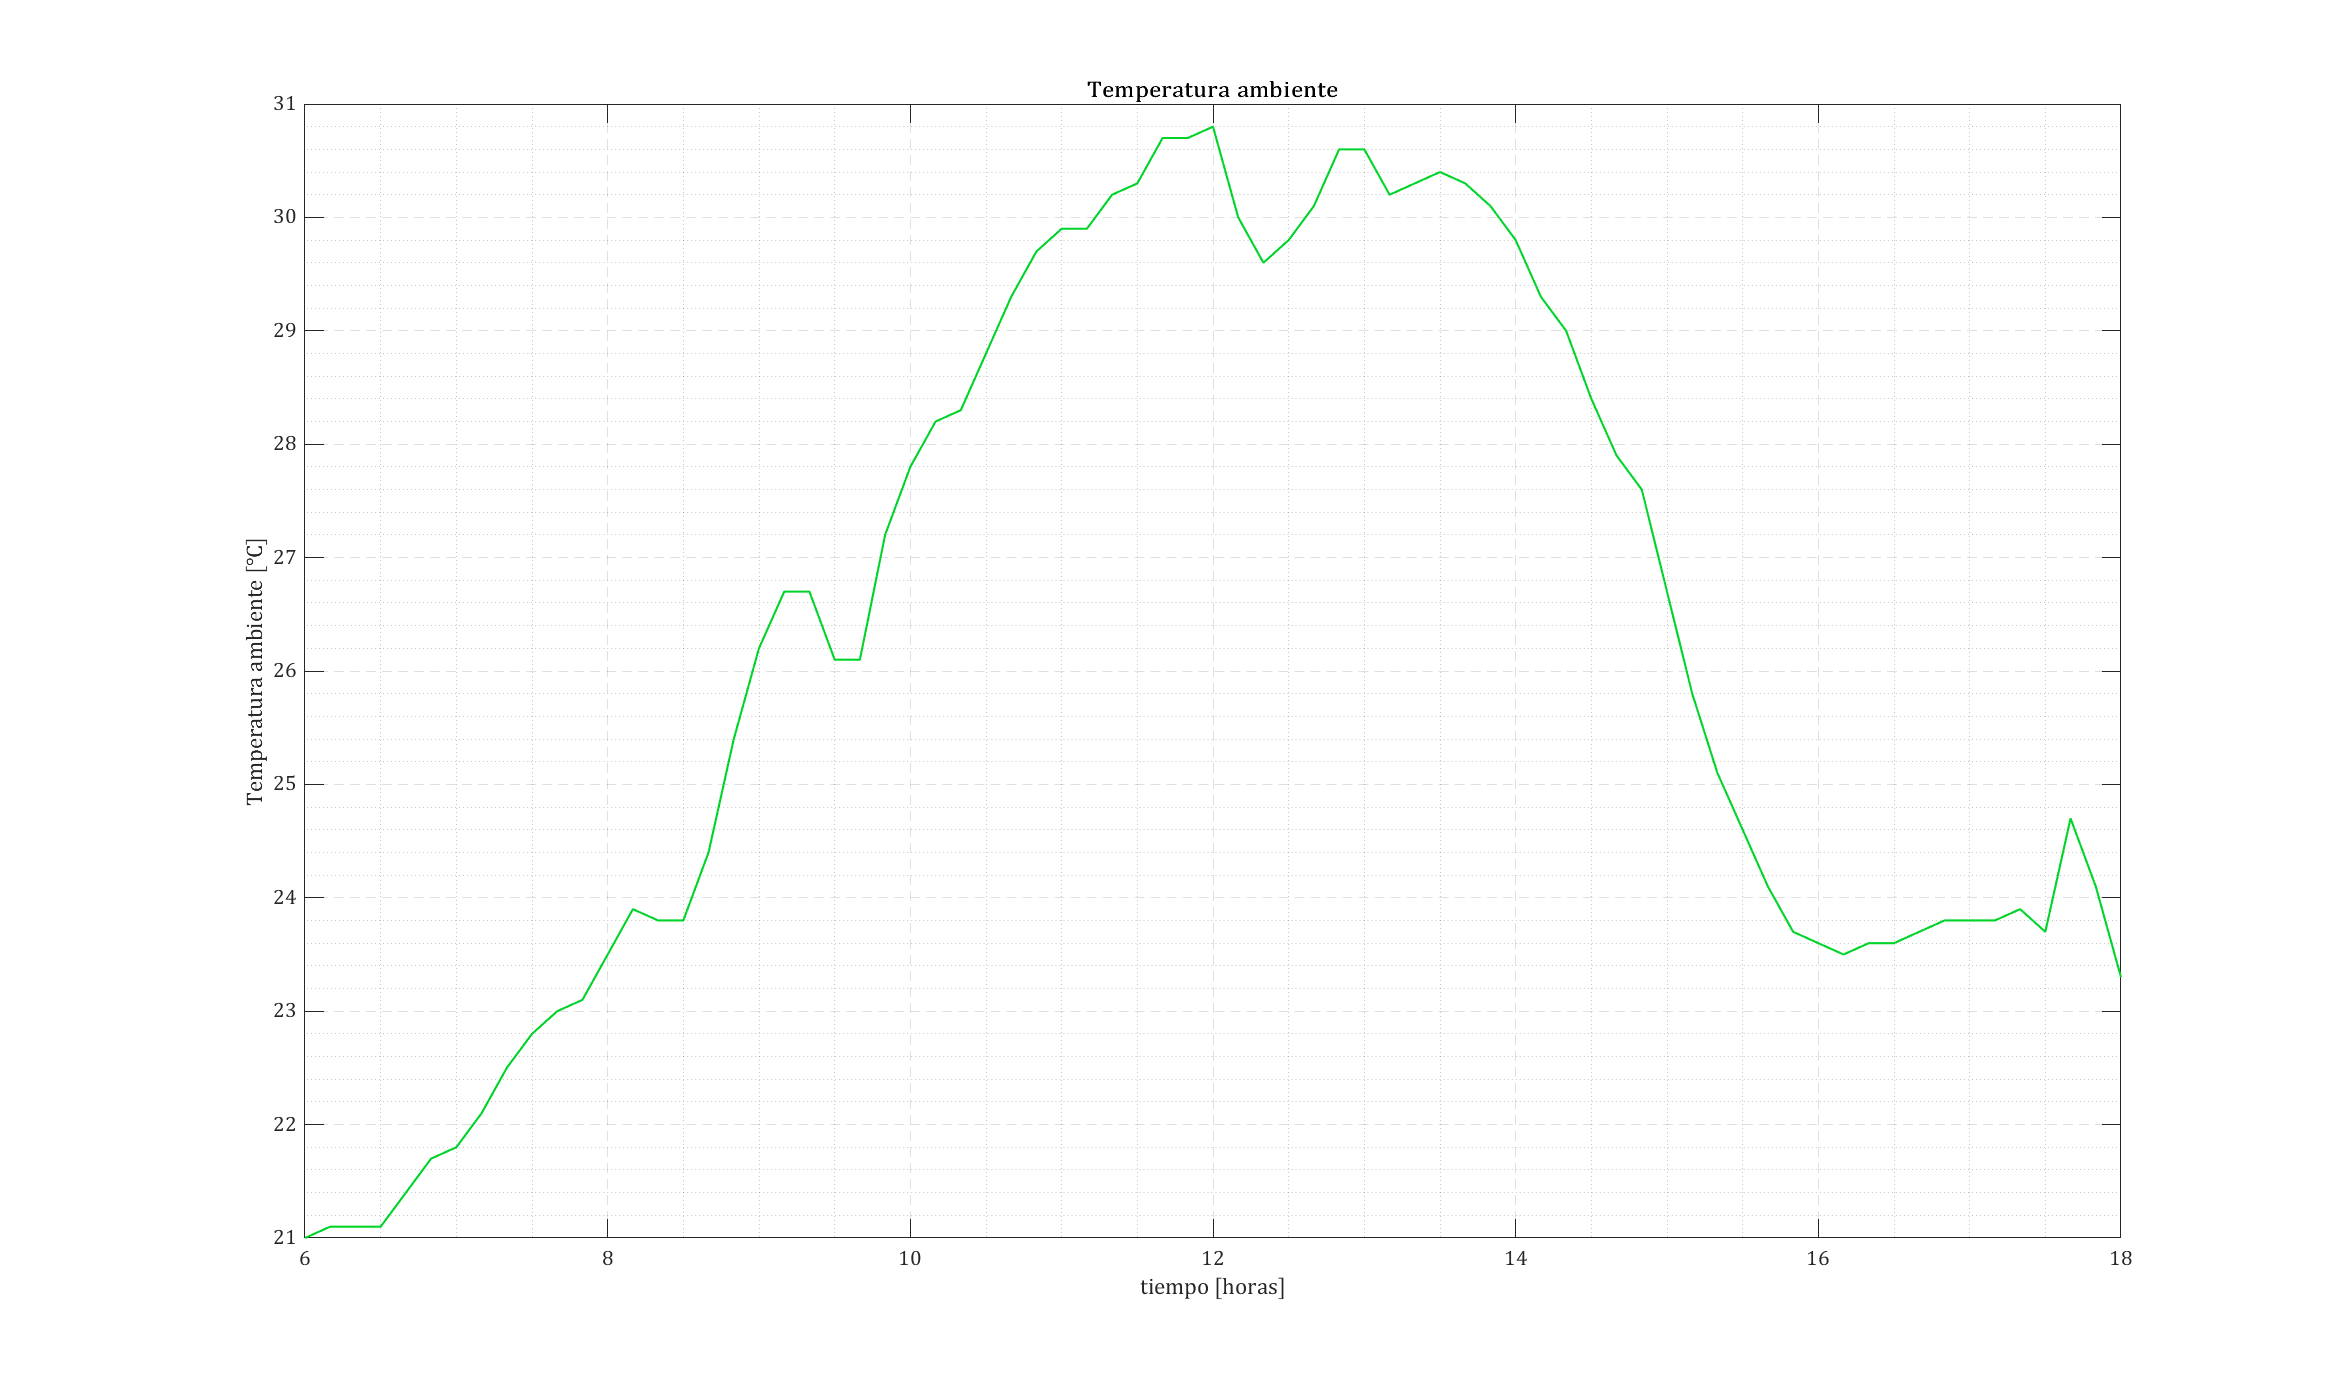 Temperatura ambiente
31
30
29
28
27
26
25
24
23
22
21
Temperatura ambiente [°C]
6 8 10 12 14 16 18
tiempo [horas]